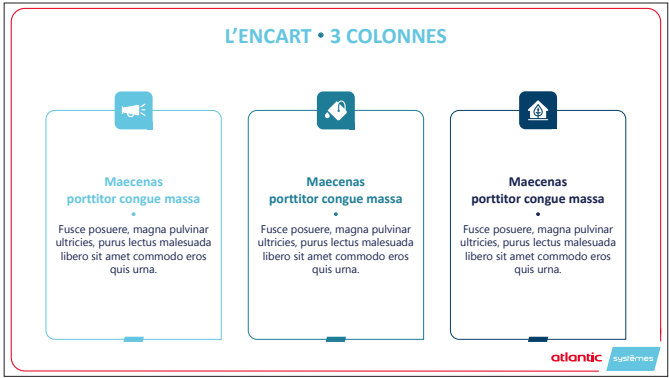 L'ENCART • 3 COLONNES
Maecenas
porttitor congue massa
•
Fusce posuere, magna pulvinar
ultricies, purus lectus malesuada
libero sit amet commodo eros
quis urna.
Maecenas
porttitor congue massa
•
Fusce posuere, magna pulvinar
ultricies, purus lectus malesuada
libero sit amet commodo eros
quis urna.
Maecenas
porttitor congue massa
•
Fusce posuere, magna pulvinar
ultricies, purus lectus malesuada
libero sit amet commodo eros
quis urna.
atlantic systèmes